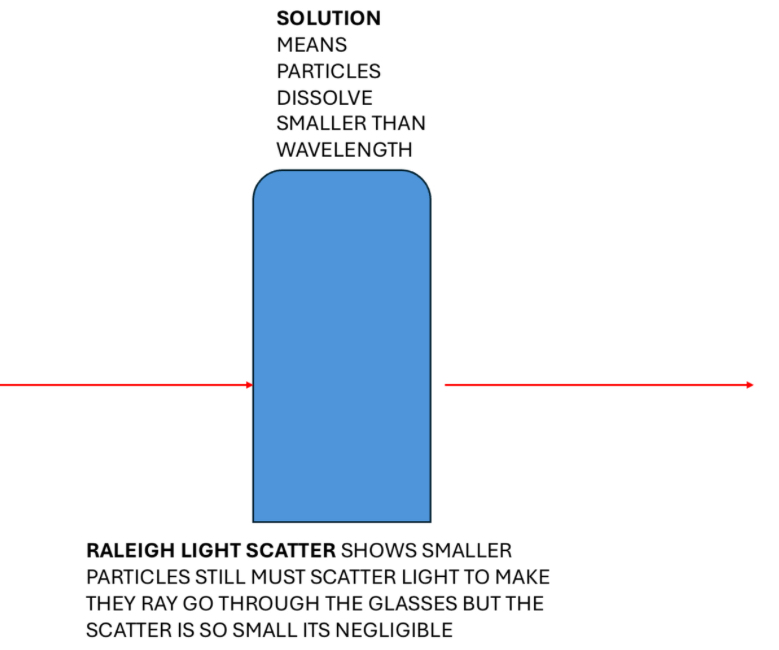 SOLUTION
MEANS
PARTICLES
DISSOLVE
SMALLER THAN
WAVELENGTH
RALEIGH LIGHT SCATTER SHOWS SMALLER
PARTICLES STILL MUST SCATTER LIGHT TO MAKE
THEY RAY GO THROUGH THE GLASSES BUT THE
SCATTER IS SO SMALL ITS NEGLIGIBLE